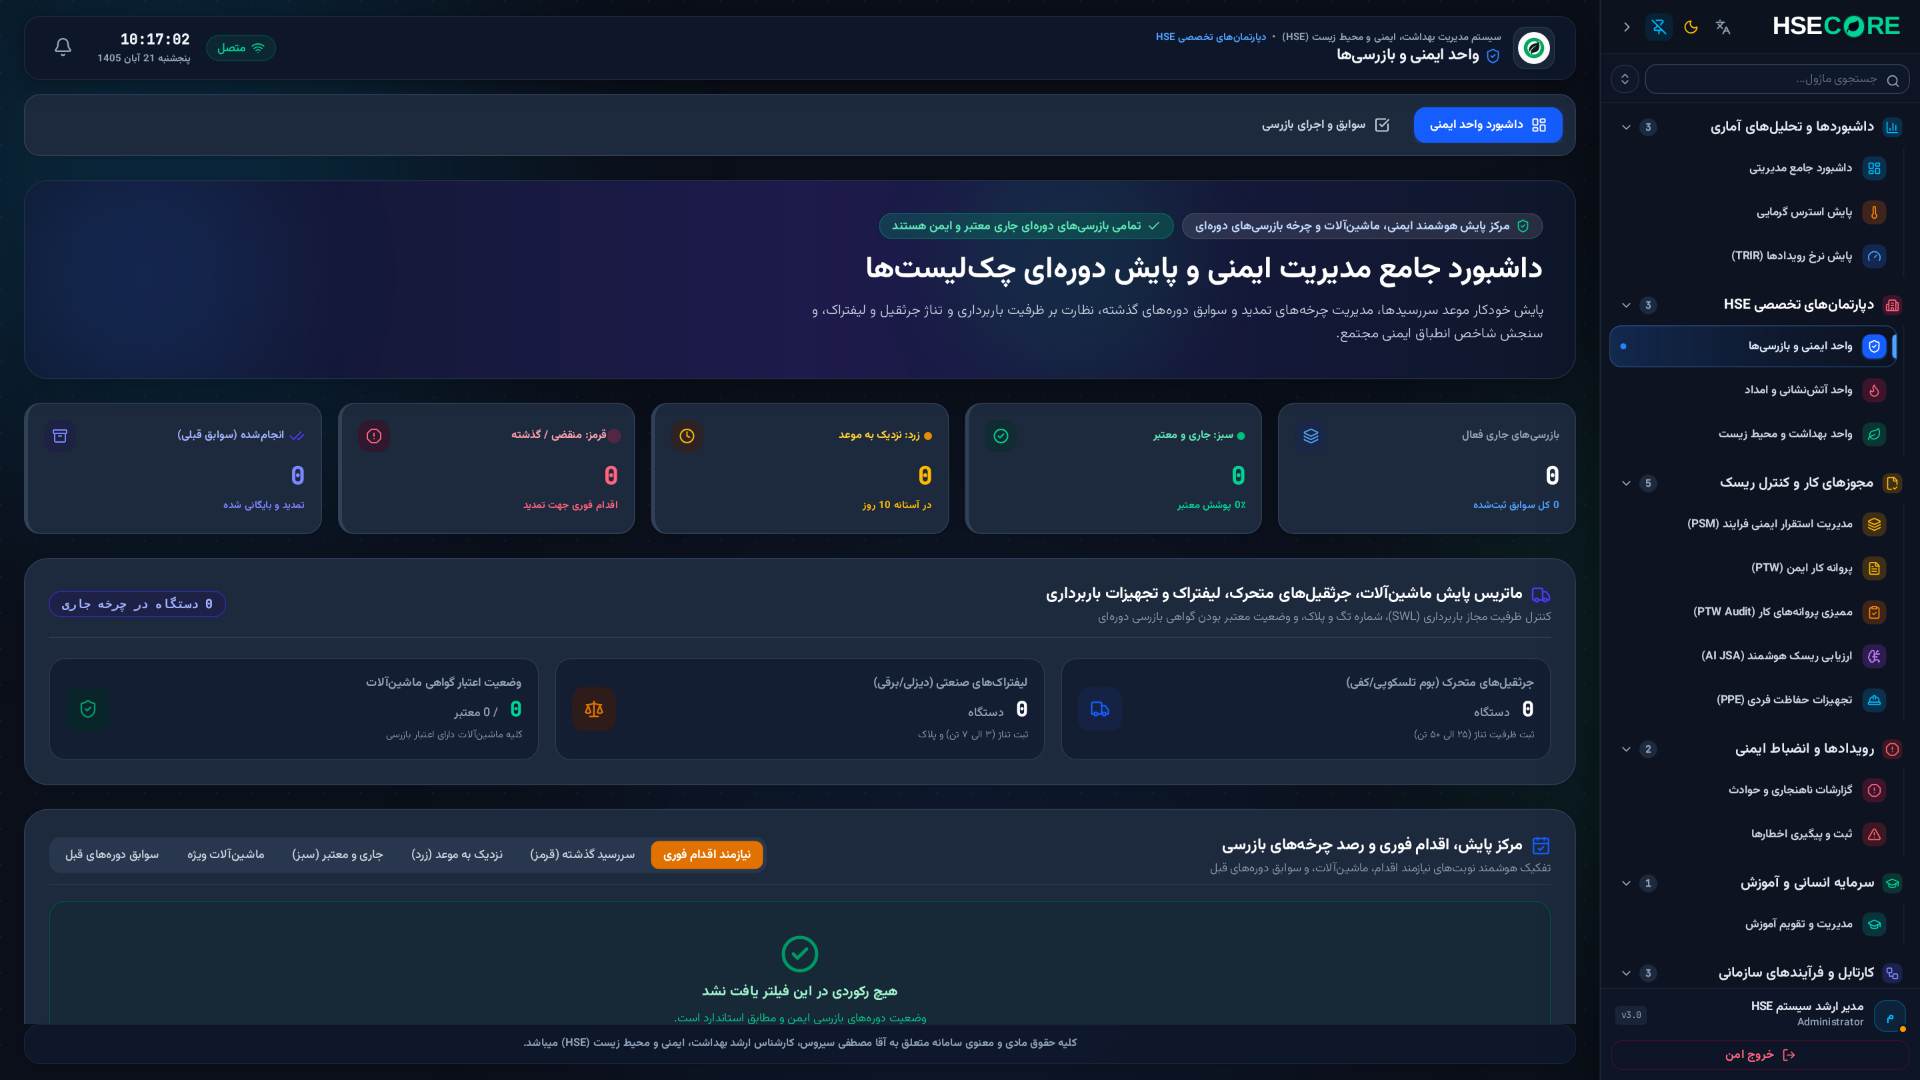 HSECORE
جستجوی ماژول...
داشبوردها و تحلیل‌های آماری
3
داشبورد جامع مدیریتی
پایش استرس گرمایی
پایش نرخ رویدادها (TRIR)
دپارتمان‌های تخصصی HSE
3
واحد ایمنی و بازرسی‌ها
واحد آتش‌نشانی و امداد
واحد بهداشت و محیط زیست
مجوزهای کار و کنترل ریسک
5
مدیریت استقرار ایمنی فرایند (PSM)
پروانه کار ایمن (PTW)
ممیزی پروانه‌های کار (PTW Audit)
ارزیابی ریسک هوشمند (AI JSA)
تجهیزات حفاظت فردی (PPE)
رویدادها و انضباط ایمنی
2
گزارشات ناهنجاری و حوادث
ثبت و پیگیری اخطارها
سرمایه انسانی و آموزش
1
مدیریت و تقویم آموزش
کارتابل و فرآیندهای سازمانی
3
م
مدیر ارشد سیستم HSE
Administrator
v3.0
خروج امن
سیستم مدیریت بهداشت، ایمنی و محیط زیست (HSE) • دپارتمان‌های تخصصی HSE
واحد ایمنی و بازرسی‌ها
متصل
10:17:02
پنجشنبه 21 آبان 1405
داشبورد واحد ایمنی
سوابق و اجرای بازرسی
مرکز پایش هوشمند ایمنی، ماشین‌آلات و چرخه بازرسی‌های دوره‌ای
تمامی بازرسی‌های دوره‌ای جاری معتبر و ایمن هستند
داشبورد جامع مدیریت ایمنی و پایش دوره‌ای چک‌لیست‌ها
پایش خودکار موعد سررسیدها، مدیریت چرخه‌های تمدید و سوابق دوره‌های گذشته، نظارت بر ظرفیت باربرداری و تناژ جرثقیل و لیفتراک، و
سنجش شاخص انطباق ایمنی مجتمع.
بازرسی‌های جاری فعال
0
0 کل سوابق ثبت‌شده
سبز: جاری و معتبر
0
0٪ پوشش معتبر
زرد: نزدیک به موعد
0
در آستانه 10 روز
قرمز: منقضی / گذشته
0
اقدام فوری جهت تمدید
انجام‌شده (سوابق قبلی)
0
تمدید و بایگانی شده
ماتریس پایش ماشین‌آلات، جرثقیل‌های متحرک، لیفتراک و تجهیزات باربرداری
کنترل ظرفیت مجاز باربرداری (SWL)، شماره تگ و پلاک، و وضعیت معتبر بودن گواهی بازرسی دوره‌ای
0 دستگاه در چرخه جاری
جرثقیل‌های متحرک (بوم تلسکوپی/کفی)
0 دستگاه
ثبت ظرفیت تناژ (۲۵ الی ۵۰ تن)
لیفتراک‌های صنعتی (دیزلی/برقی)
0 دستگاه
ثبت تناژ (۳ الی ۷ تن) و پلاک
وضعیت اعتبار گواهی ماشین‌آلات
0 / 0 معتبر
کلیه ماشین‌آلات دارای اعتبار بازرسی
مرکز پایش، اقدام فوری و رصد چرخه‌های بازرسی
تفکیک هوشمند نوبت‌های نیازمند اقدام، ماشین‌آلات، و سوابق دوره‌های قبل
نیازمند اقدام فوری
سررسید گذشته (قرمز)
نزدیک به موعد (زرد)
جاری و معتبر (سبز)
ماشین‌آلات ویژه
سوابق دوره‌های قبل
هیچ رکوردی در این فیلتر یافت نشد
وضعیت دوره‌های بازرسی ایمن و مطابق استاندارد است.
کلیه حقوق مادی و معنوی سامانه متعلق به آقا مصطفی سیروس، کارشناس ارشد بهداشت، ایمنی و محیط زیست (HSE) میباشد.